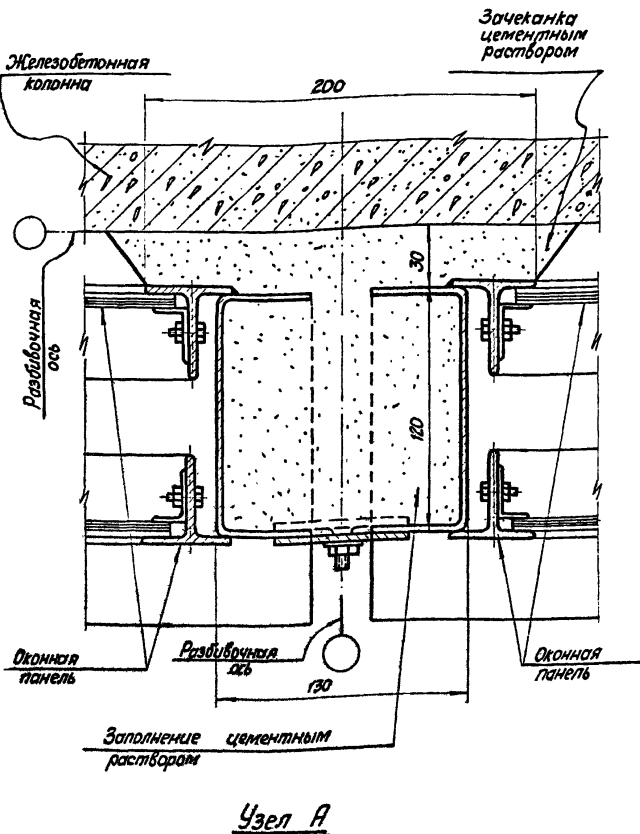 Зачеканка
цементным
раствором
Железобетонная
колонна
200
30
Разбивочная
ось
120
Разбивочная
ось
Оконная
панель
Оконная
панель
130
Заполнение цементным
раствором
Узел А